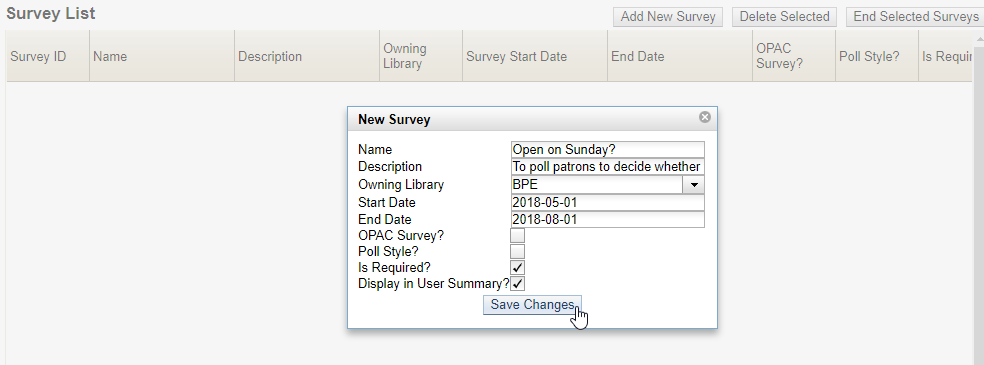 Survey List
Add New Survey Delete Selected End Selected Surveys
Survey ID Name Description Owning Library Survey Start Date End Date OPAC Survey? Poll Style? Is Requir
New Survey
Name Open on Sunday?
Description To poll patrons to decide whether
Owning Library BPE
Start Date 2018-05-01
End Date 2018-08-01
OPAC Survey?
Poll Style?
Is Required?
Display in User Summary?
Save Changes